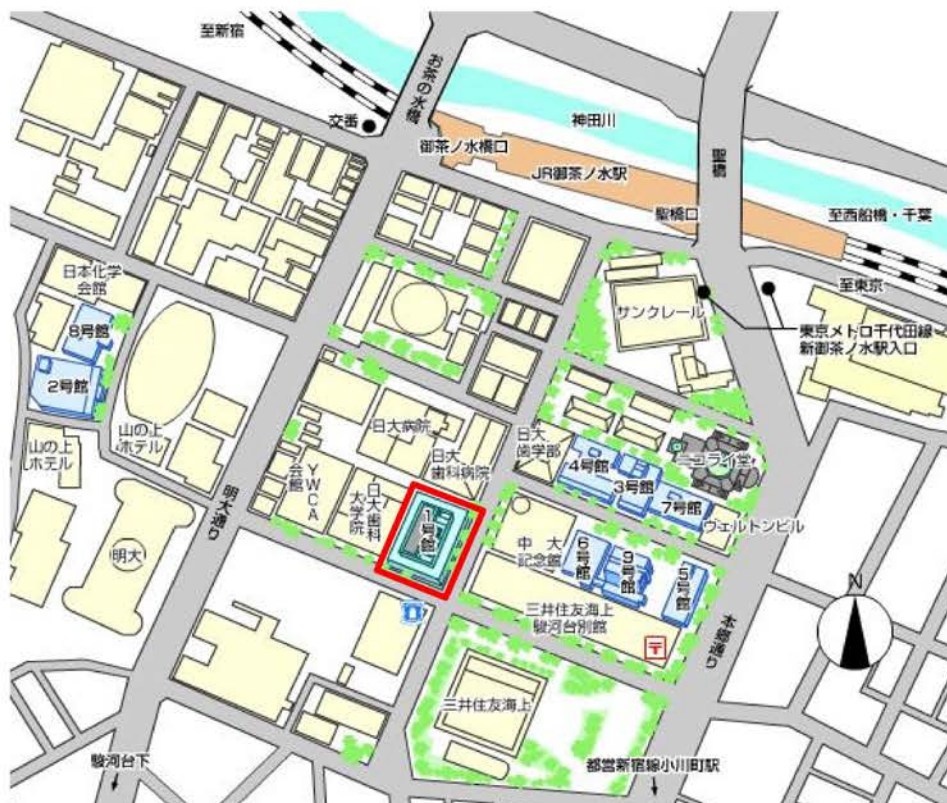 至新宿
お茶の水橋
交番
御茶ノ水橋口
神田川
JR御茶ノ水駅
聖橋
聖橋口
至西船橋・千葉
至東京
日本化学
会館
サンクレール
東京メトロ千代田線
新御茶ノ水駅入口
8号館
2号館
山の上
ホテル
山の上
ホテル
日大病院
日大
歯科病院
日大
歯学部
4号館
3号館
ニコライ堂
7号館
ヴェルトンビル
YWCA
会館
日大歯科
大学院
1号館
明大通り
明大
中大
記念館
6号館
9号館
5号館
三井住友海上
駿河台別館
〒
本郷通り
N
三井住友海上
駿河台下
都営新宿線小川町駅